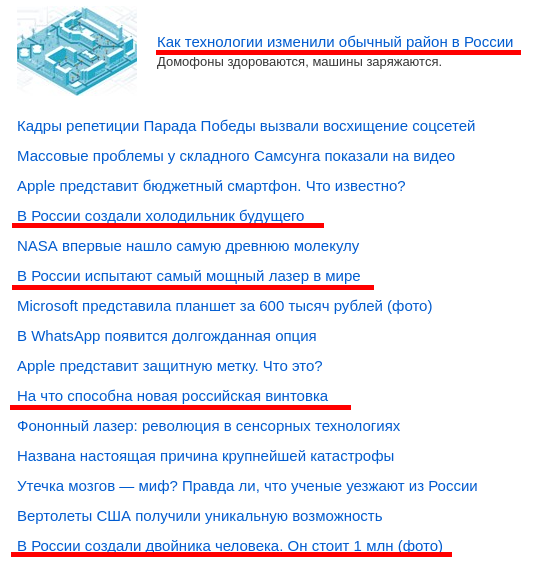 Как технологии изменили обычный район в России
Домофоны здороваются, машины заряжаются.
Кадры репетиции Парада Победы вызвали восхищение соцсетей
Массовые проблемы у складного Самсунга показали на видео
Apple представит бюджетный смартфон. Что известно?
В России создали холодильник будущего
NASA впервые нашло самую древнюю молекулу
В России испытают самый мощный лазер в мире
Microsoft представила планшет за 600 тысяч рублей (фото)
В WhatsApp появится долгожданная опция
Apple представит защитную метку. Что это?
На что способна новая российская винтовка
Фононный лазер: революция в сенсорных технологиях
Названа настоящая причина крупнейшей катастрофы
Утечка мозгов — миф? Правда ли, что ученые уезжают из России
Вертолеты США получили уникальную возможность
В России создали двойника человека. Он стоит 1 млн (фото)